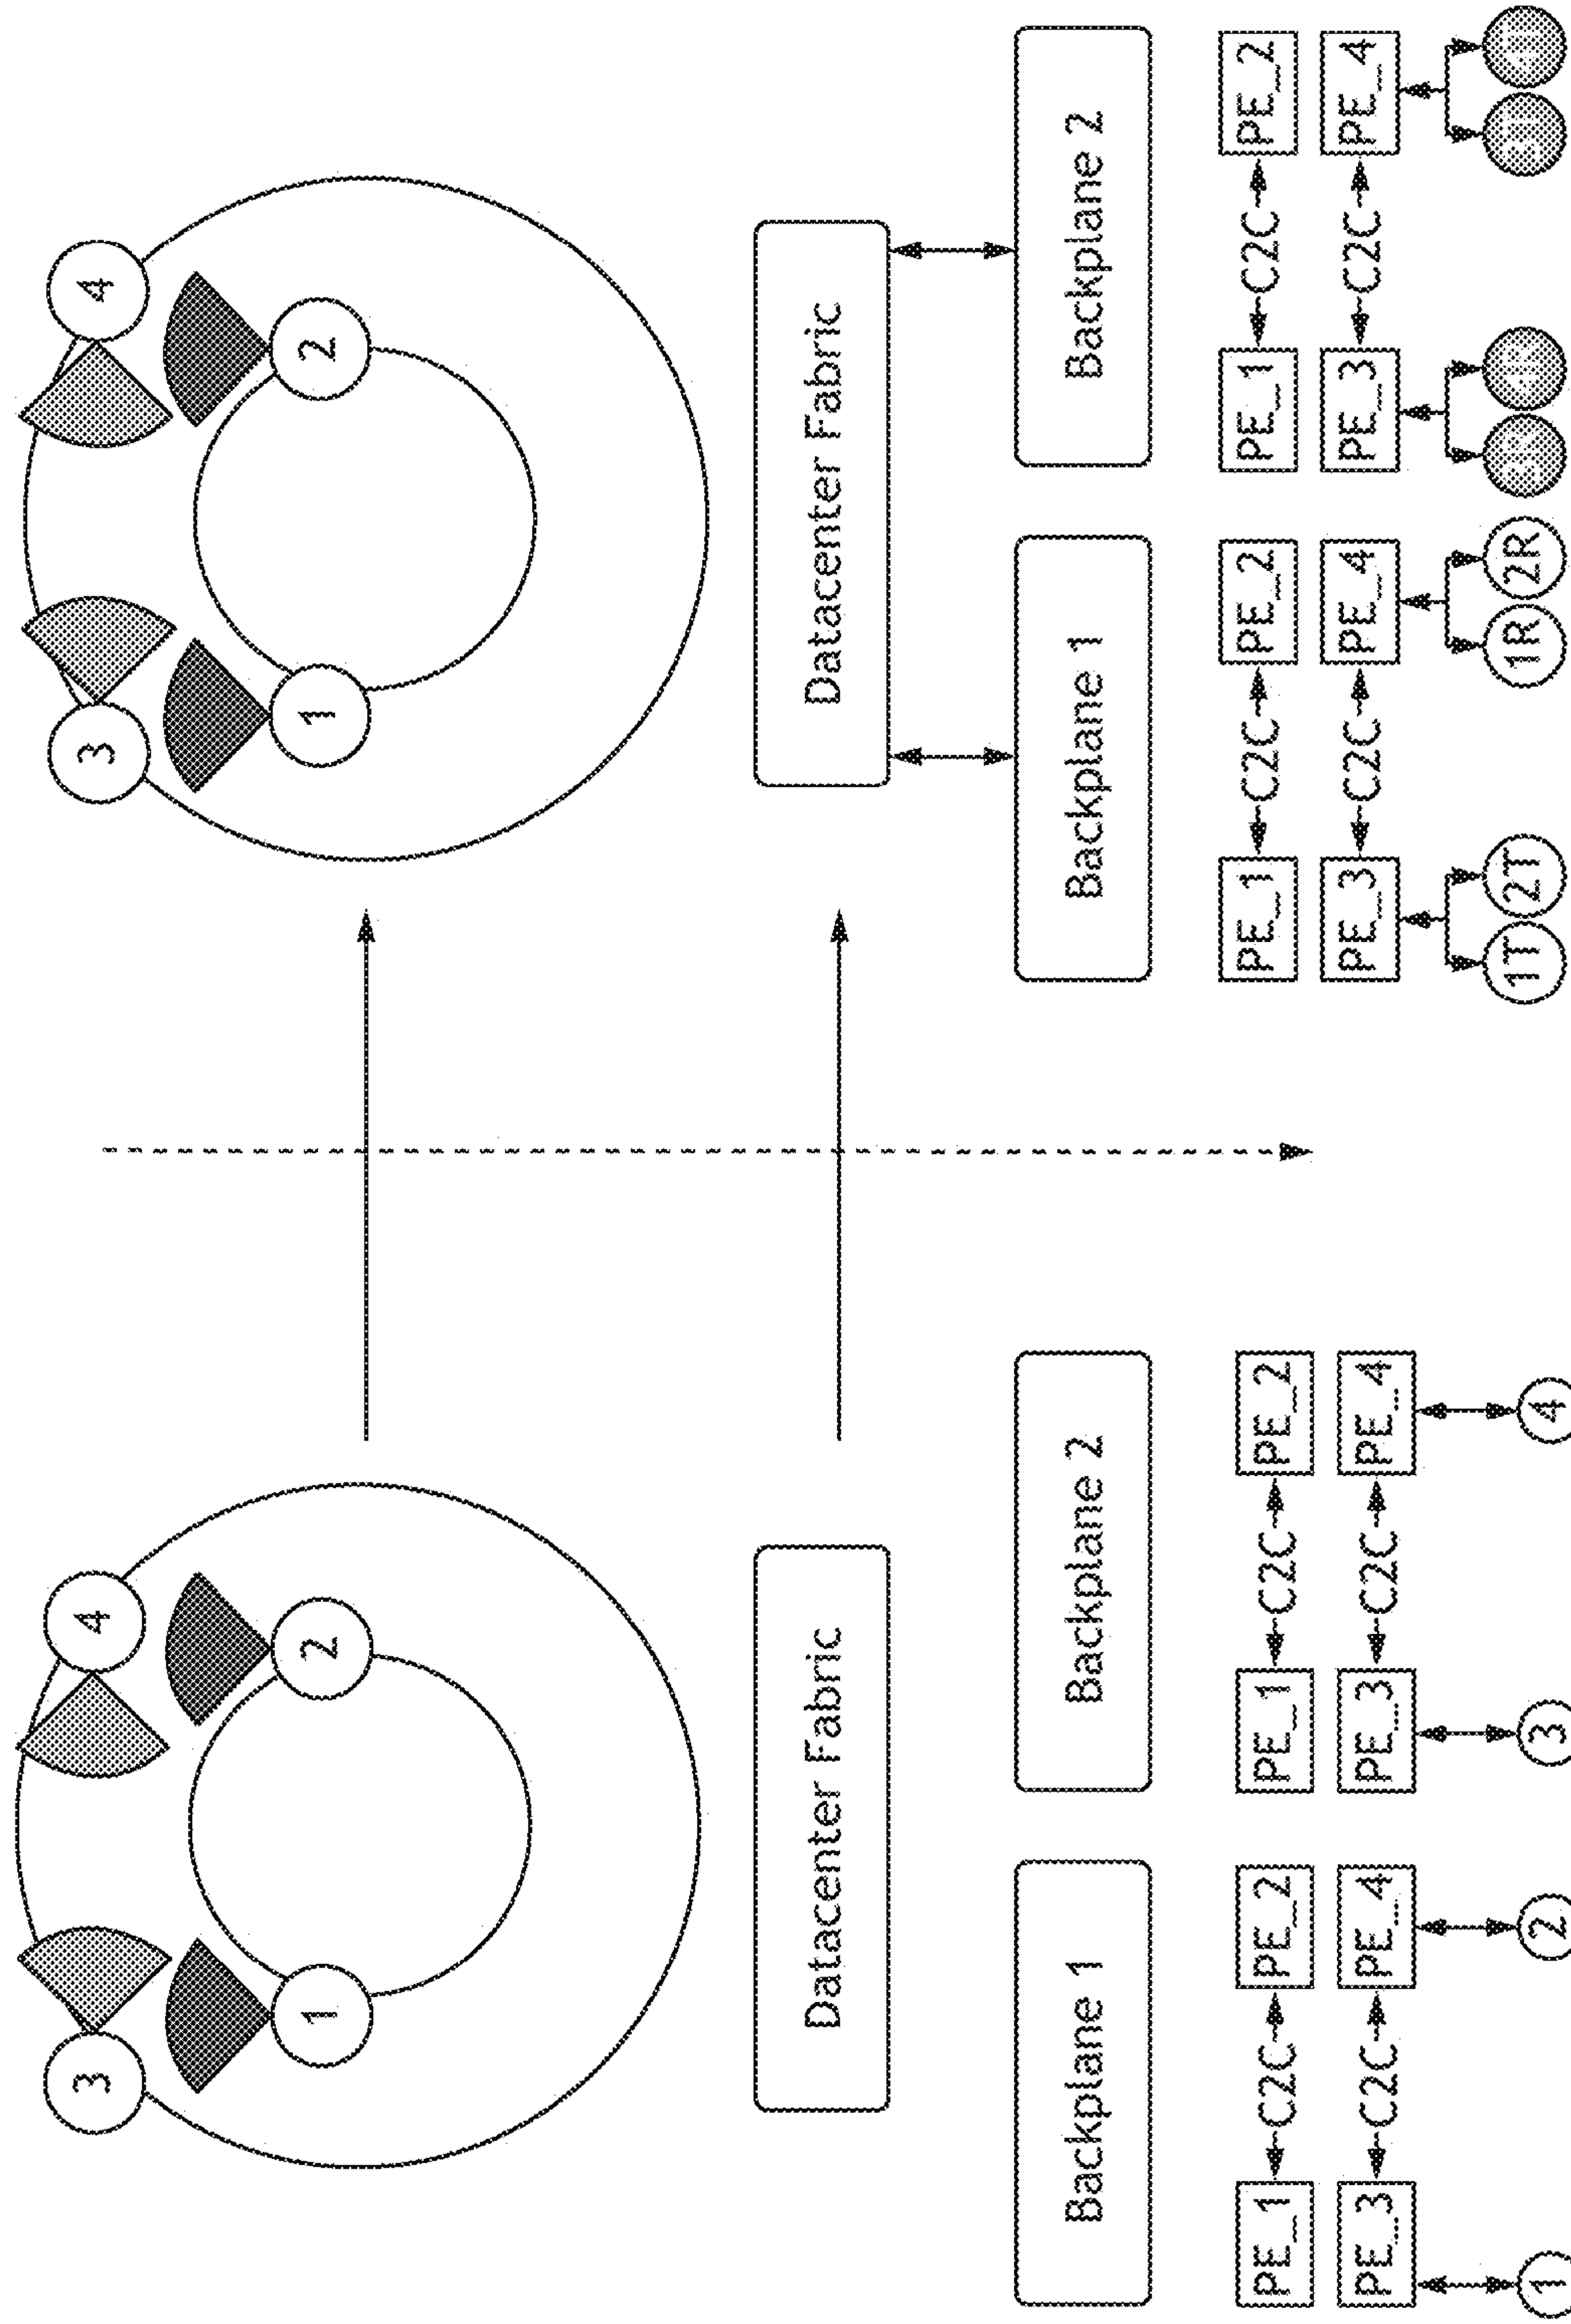 3 4
1 2
Datacenter Fabric
Backplane 1
Backplane 2
PE_1 C2C PE_2
PE_3 C2C PE_4
PE_1 C2C PE_2
PE_3 C2C PE_4
1 2 3 4
3 4
1 2
Datacenter Fabric
Backplane 1
Backplane 2
PE_1 C2C PE_2
PE_3 C2C PE_4
PE_1 C2C PE_2
PE_3 C2C PE_4
1T 2T 1R 2R